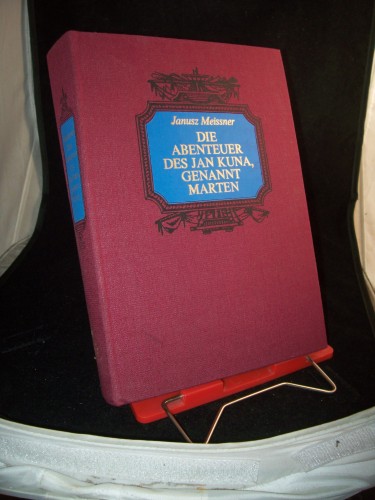 Janusz Meissner
DIE
ABENTEUER
DES JAN KUNA,
GENANNT
MARTEN